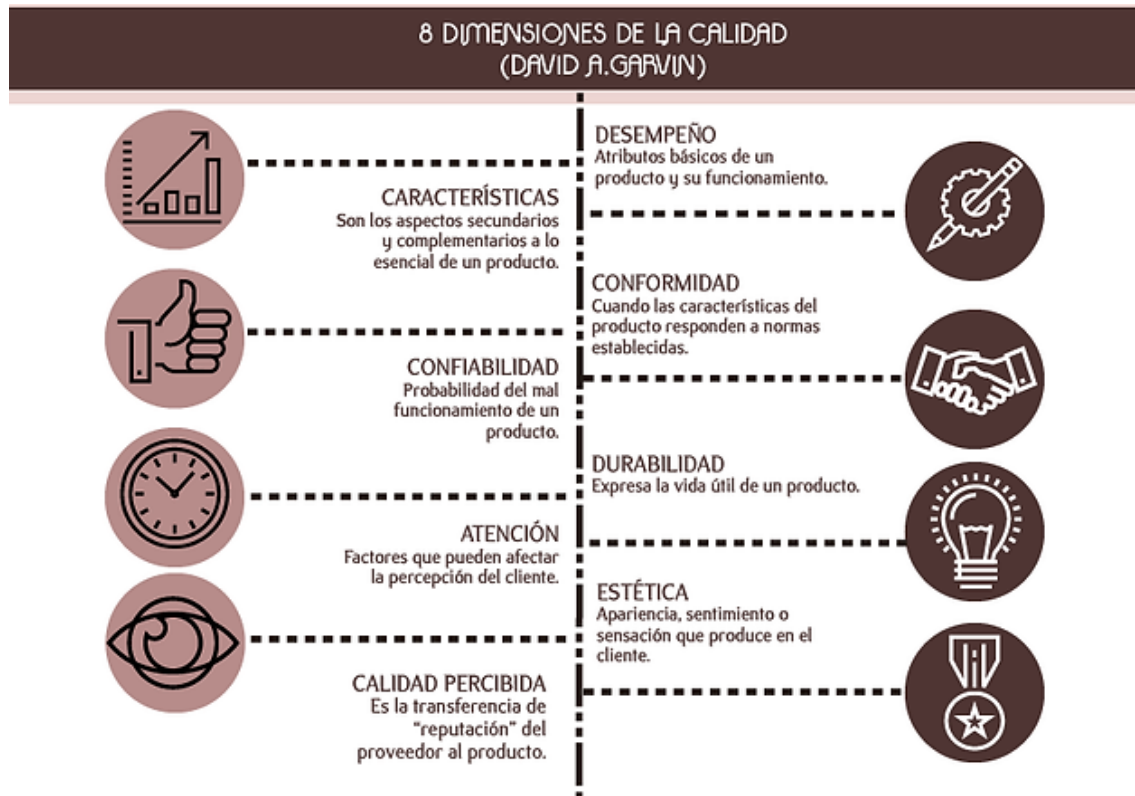 8 DIMENSIONES DE LA CALIDAD
(DAVID A.GARVIN)
DESEMPEÑO
Atributos básicos de un
producto y su funcionamiento.
CARACTERÍSTICAS
Son los aspectos secundarios
y complementarios a lo
esencial de un producto.
CONFORMIDAD
Cuando las características del
producto responden a normas
establecidas.
CONFIABILIDAD
Probabilidad del mal
funcionamiento de un
producto.
DURABILIDAD
Expresa la vida útil de un producto.
ATENCIÓN
Factores que pueden afectar
la percepción del cliente.
ESTÉTICA
Apariencia, sentimiento o
sensación que produce en el
cliente.
CALIDAD PERCIBIDA
Es la transferencia de
"reputación" del
proveedor al producto.